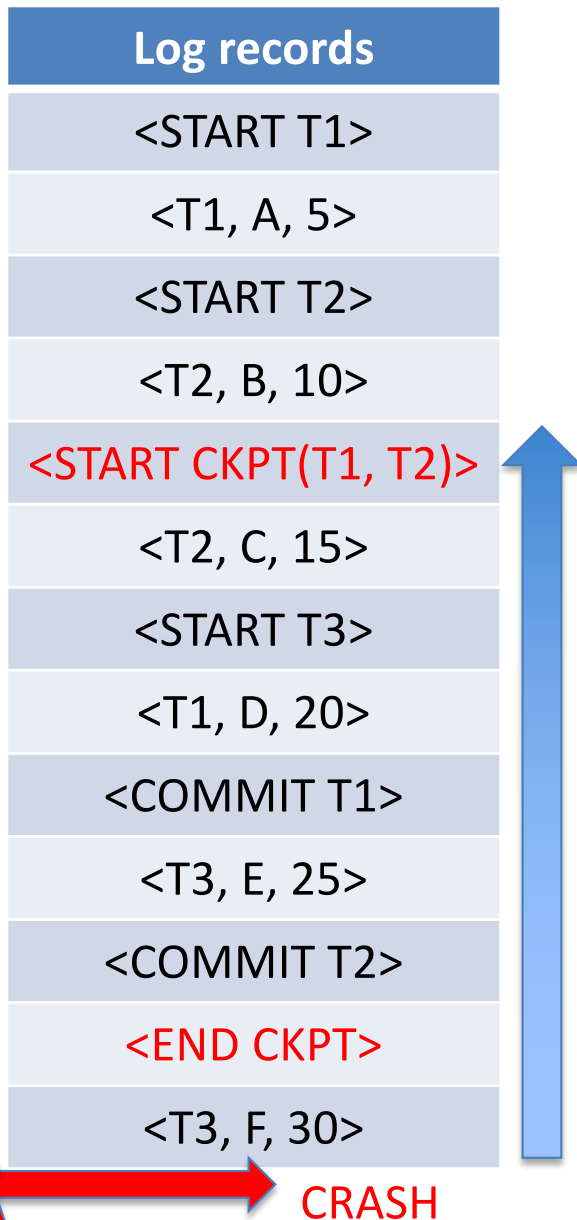 Log records
<START T1>
<T1, A, 5>
<START T2>
<T2, B, 10>
<START CKPT(T1, T2)>
<T2, C, 15>
<START T3>
<T1, D, 20>
<COMMIT T1>
<T3, E, 25>
<COMMIT T2>
<END CKPT>
<T3, F, 30>
CRASH